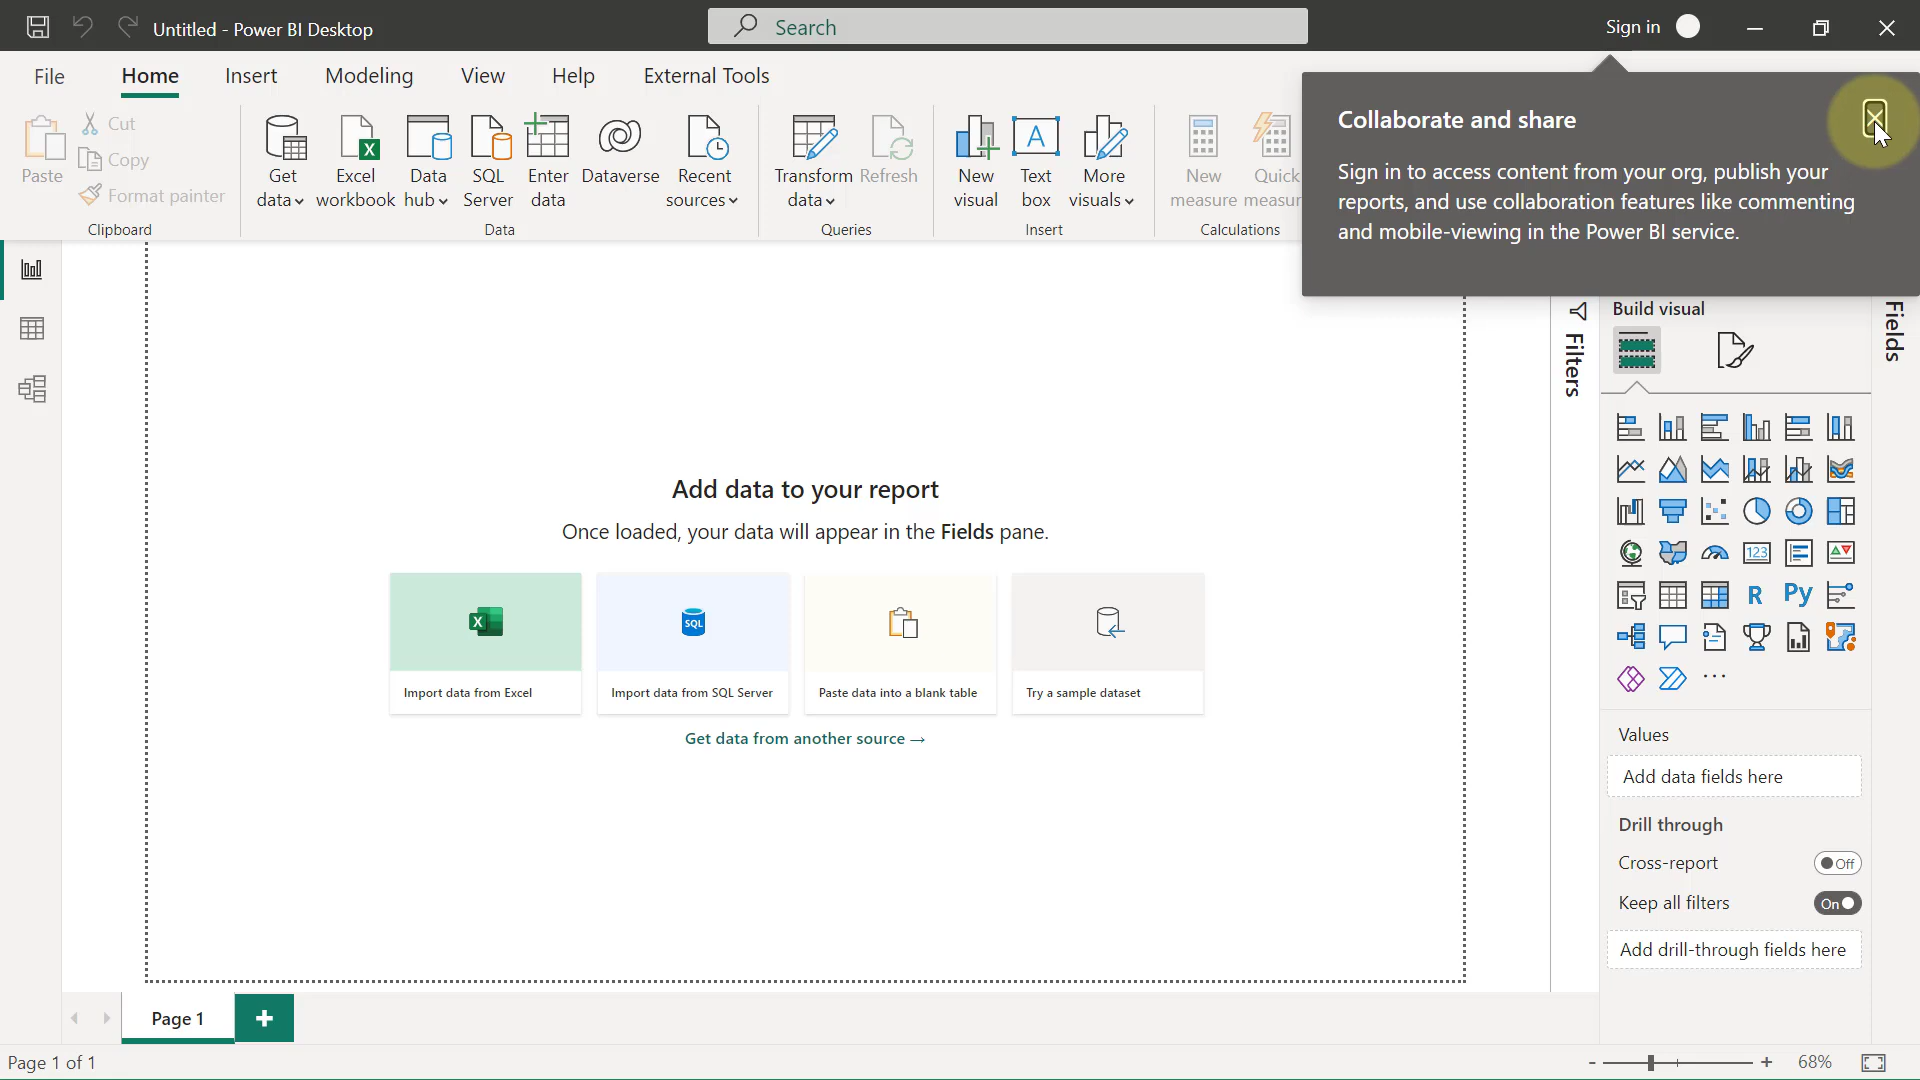 Untitled - Power BI Desktop
Search
Sign in
File
Home
Insert
Modeling
View
Help
External Tools
Paste
Cut
Copy
Format painter
Clipboard
Get data
Excel workbook
Data hub
SQL Server
Enter data
Dataverse
Recent sources
Data
Transform data
Refresh
Queries
New visual
A
Text box
More visuals
Insert
New measure
Quick measur
Calculations
Collaborate and share
Sign in to access content from your org, publish your
reports, and use collaboration features like commenting
and mobile-viewing in the Power BI service.
Add data to your report
Once loaded, your data will appear in the Fields pane.
X
SQL
Import data from Excel
Import data from SQL Server
Paste data into a blank table
Try a sample dataset
Get data from another source →
Filters
Build visual
Fields
123
R
Py
Values
Add data fields here
Drill through
Cross-report
Off
Keep all filters
On
Add drill-through fields here
Page 1
Page 1 of 1
- + 68%